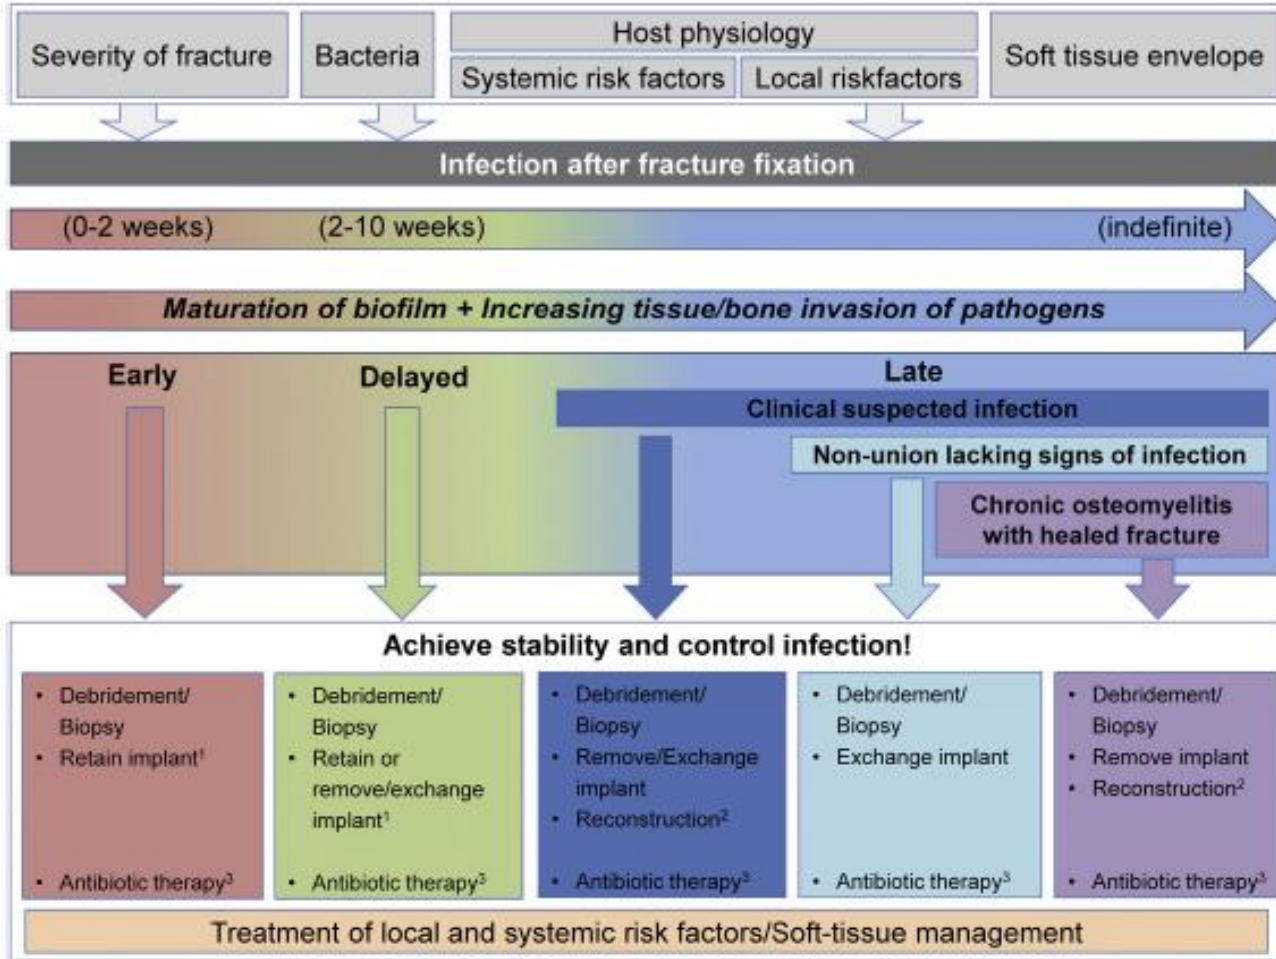 Severity of fracture
Bacteria
Host physiology
Systemic risk factors
Local riskfactors
Soft tissue envelope
Infection after fracture fixation
(0-2 weeks)
(2-10 weeks)
(indefinite)
Maturation of biofilm + Increasing tissue/bone invasion of pathogens
Early
Delayed
Late
Clinical suspected infection
Non-union lacking signs of infection
Chronic osteomyelitis
with healed fracture
Achieve stability and control infection!
• Debridement/
Biopsy
• Retain implant¹
• Antibiotic therapy³
• Debridement/
Biopsy
• Retain or
remove/exchange
implant¹
• Antibiotic therapy³
• Debridement/
Biopsy
• Remove/Exchange
implant
• Reconstruction²
• Antibiotic therapy³
• Debridement/
Biopsy
• Exchange implant
• Antibiotic therapy³
• Debridement/
Biopsy
• Remove implant
• Reconstruction²
• Antibiotic therapy³
Treatment of local and systemic risk factors/Soft-tissue management